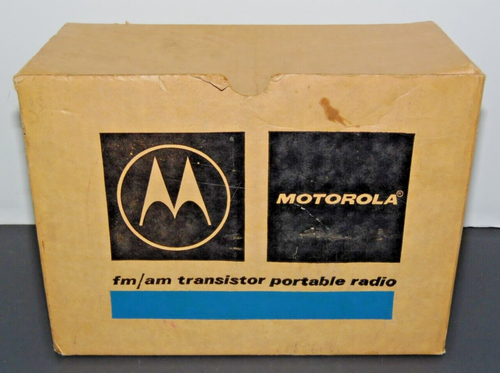 MOTOROLA®
fm/am transistor portable radio